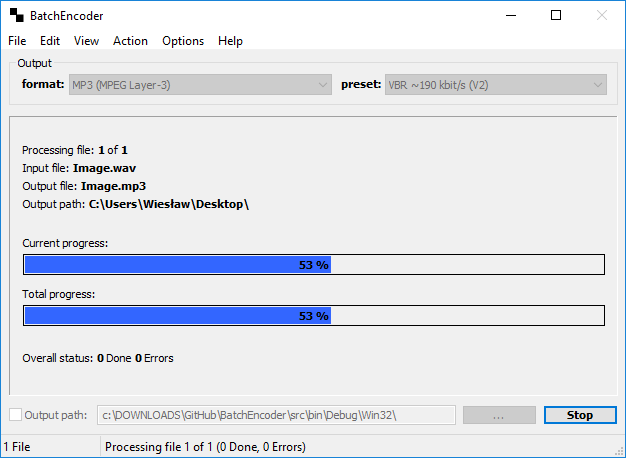 BatchEncoder
File Edit View Action Options Help
Output
format: MP3 (MPEG Layer-3) preset: VBR ~190 kbit/s (V2)
Processing file: 1 of 1
Input file: Image.wav
Output file: Image.mp3
Output path: C:\Users\Wiesław\Desktop\
Current progress:
53 %
Total progress:
53 %
Overall status: 0 Done 0 Errors
Output path: c:\DOWNLOADS\GitHub\BatchEncoder\src\bin\Debug\Win32\ ... Stop
1 File Processing file 1 of 1 (0 Done, 0 Errors)